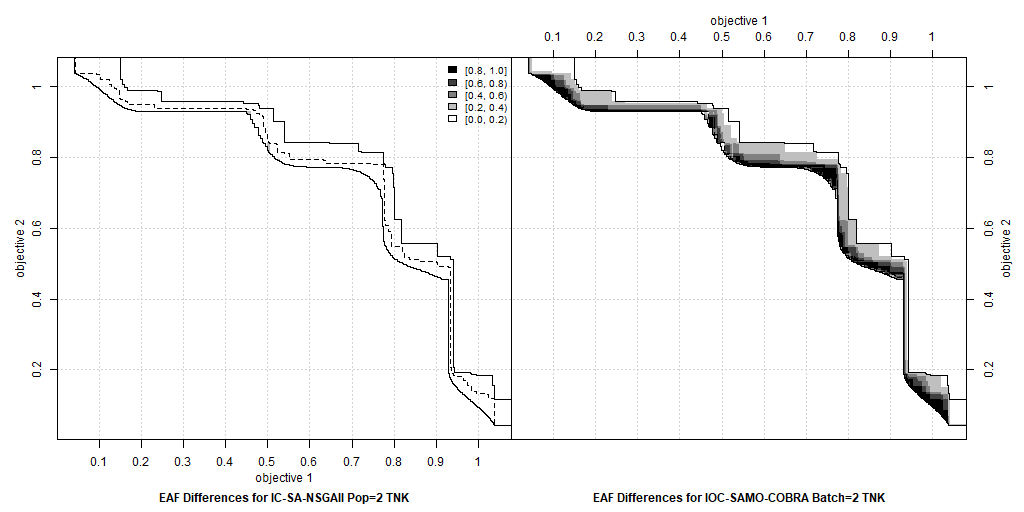 objective 1
0.1 0.2 0.3 0.4 0.5 0.6 0.7 0.8 0.9 1
[0.8, 1.0]
[0.6, 0.8)
[0.4, 0.6)
[0.2, 0.4)
[0.0, 0.2)
1
0.8
0.6
0.4
0.2
objective 2
1
0.8
0.6
0.4
0.2
objective 2
0.1 0.2 0.3 0.4 0.5 0.6 0.7 0.8 0.9 1
objective 1
EAF Differences for IC-SA-NSGAII Pop=2 TNK
EAF Differences for IOC-SAMO-COBRA Batch=2 TNK